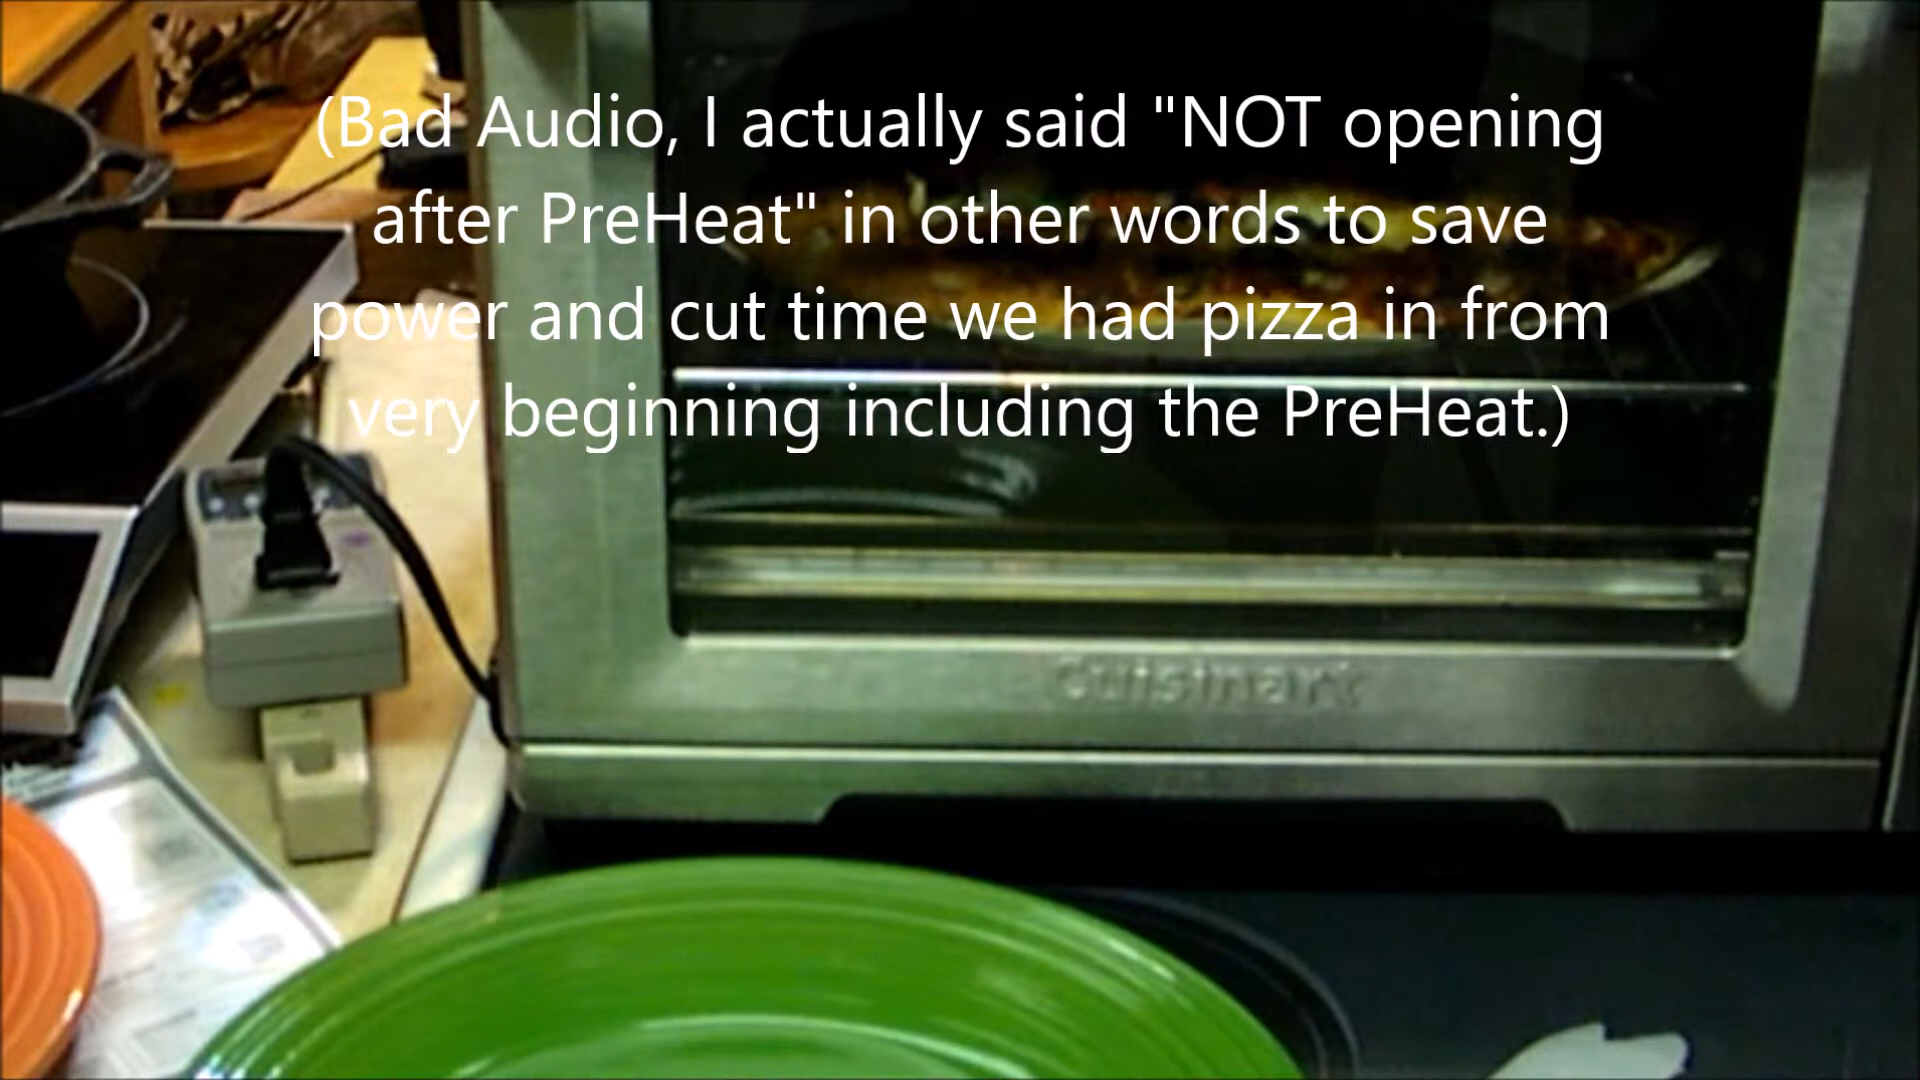 (Bad Audio, I actually said "NOT opening
after PreHeat" in other words to save
power and cut time we had pizza in from
very beginning including the PreHeat.)
Cuisinart